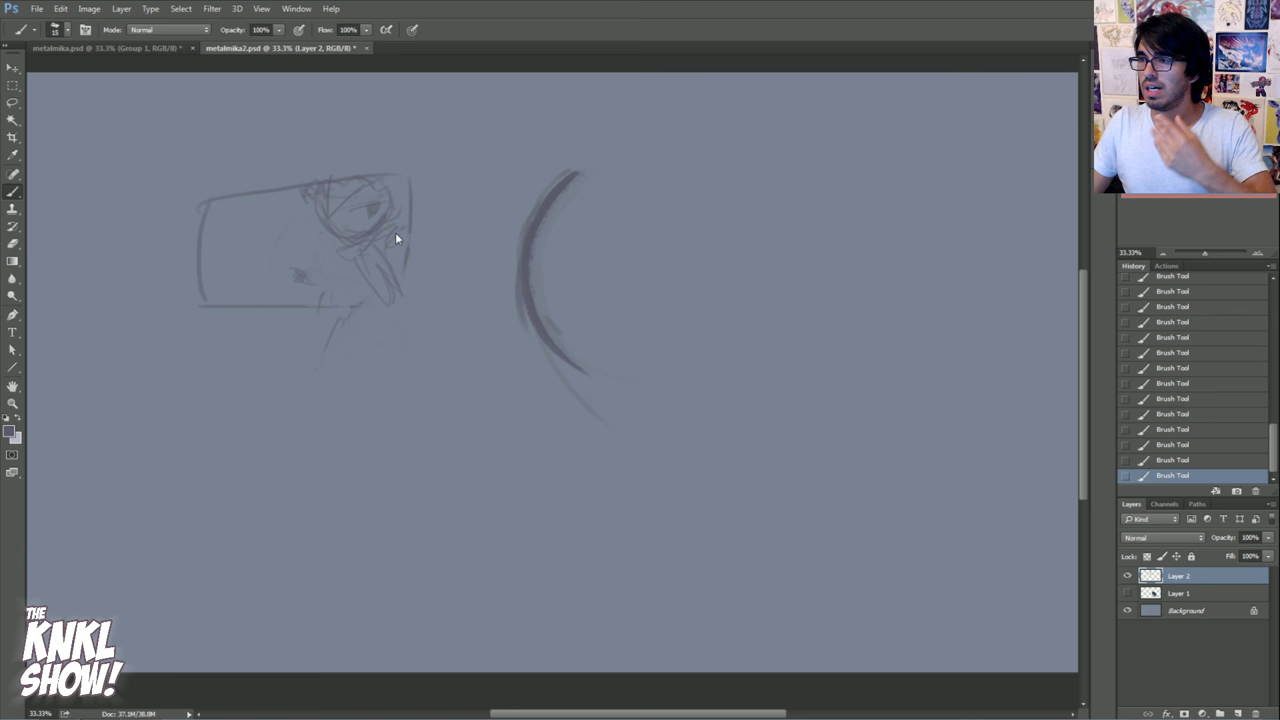 Ps File Edit Image Layer Type Select Filter 3D View Window Help
15 Mode: Normal Opacity: 100% Flow: 100%
metalmika.psd @ 33.3% (Group 1, RGB/8) * × metalmika2.psd @ 33.3% (Layer 2, RGB/8) * ×
33.33%
History Actions
Brush Tool
Brush Tool
Brush Tool
Brush Tool
Brush Tool
Brush Tool
Brush Tool
Brush Tool
Brush Tool
Brush Tool
Brush Tool
Brush Tool
Brush Tool
Brush Tool
Layers Channels Paths
Kind
Normal Opacity: 100%
Lock: Fill: 100%
Layer 2
Layer 1
Background
THE
KNKL
SHOW!
33.33% Doc: 37.1M/38.8M